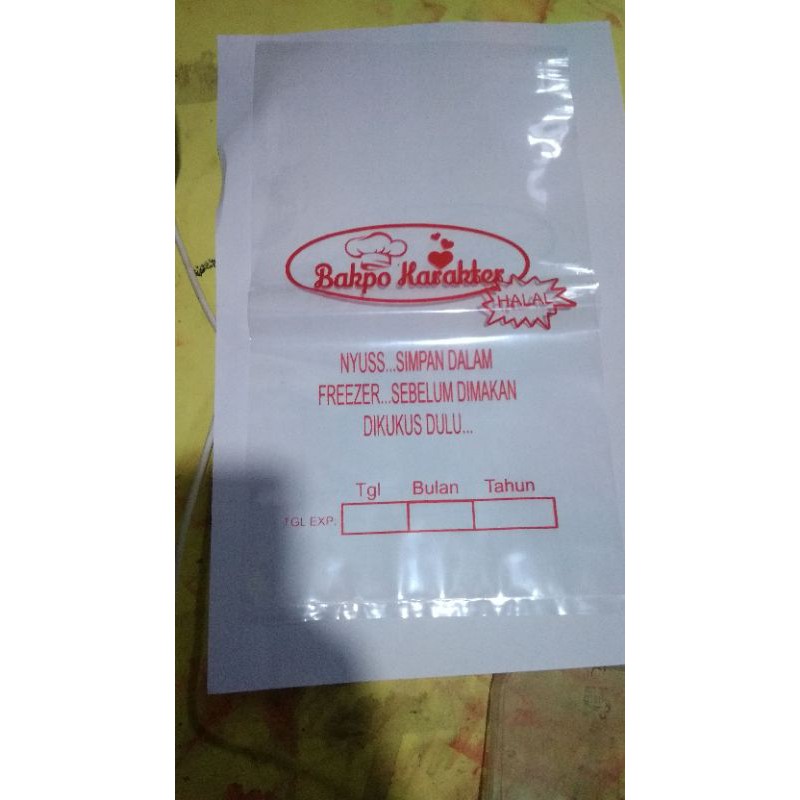 Bakpo Karakter
HALAL
NYUSS...SIMPAN DALAM
FREEZER...SEBELUM DIMAKAN
DIKUKUS DULU...
Tgl Bulan Tahun
TGL EXP.